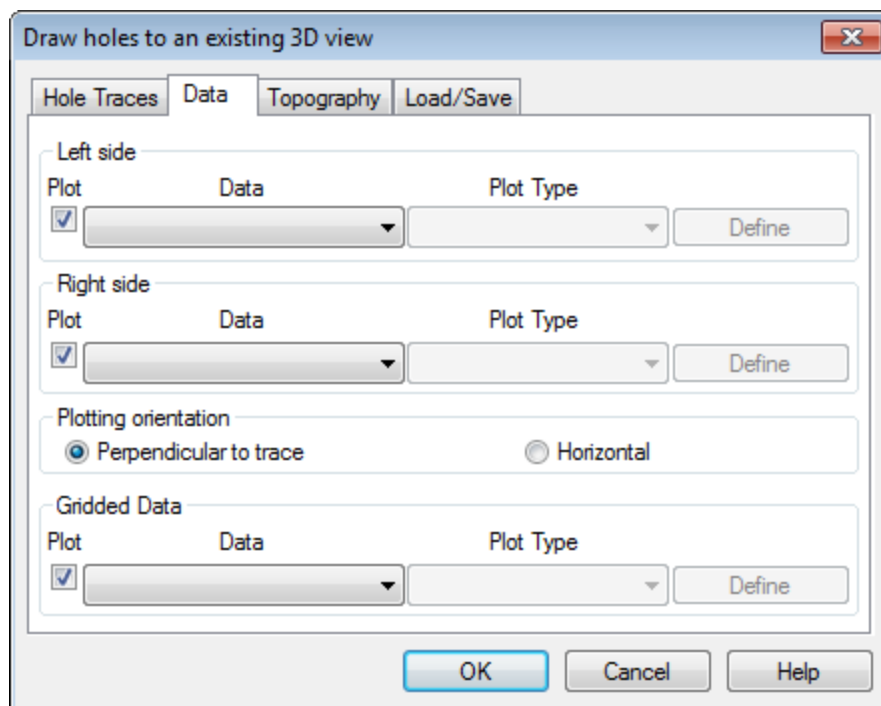 Draw holes to an existing 3D view
Hole Traces Data Topography Load/Save
Left side
Plot Data Plot Type
Define
Right side
Plot Data Plot Type
Define
Plotting orientation
Perpendicular to trace Horizontal
Gridded Data
Plot Data Plot Type
Define
OK Cancel Help